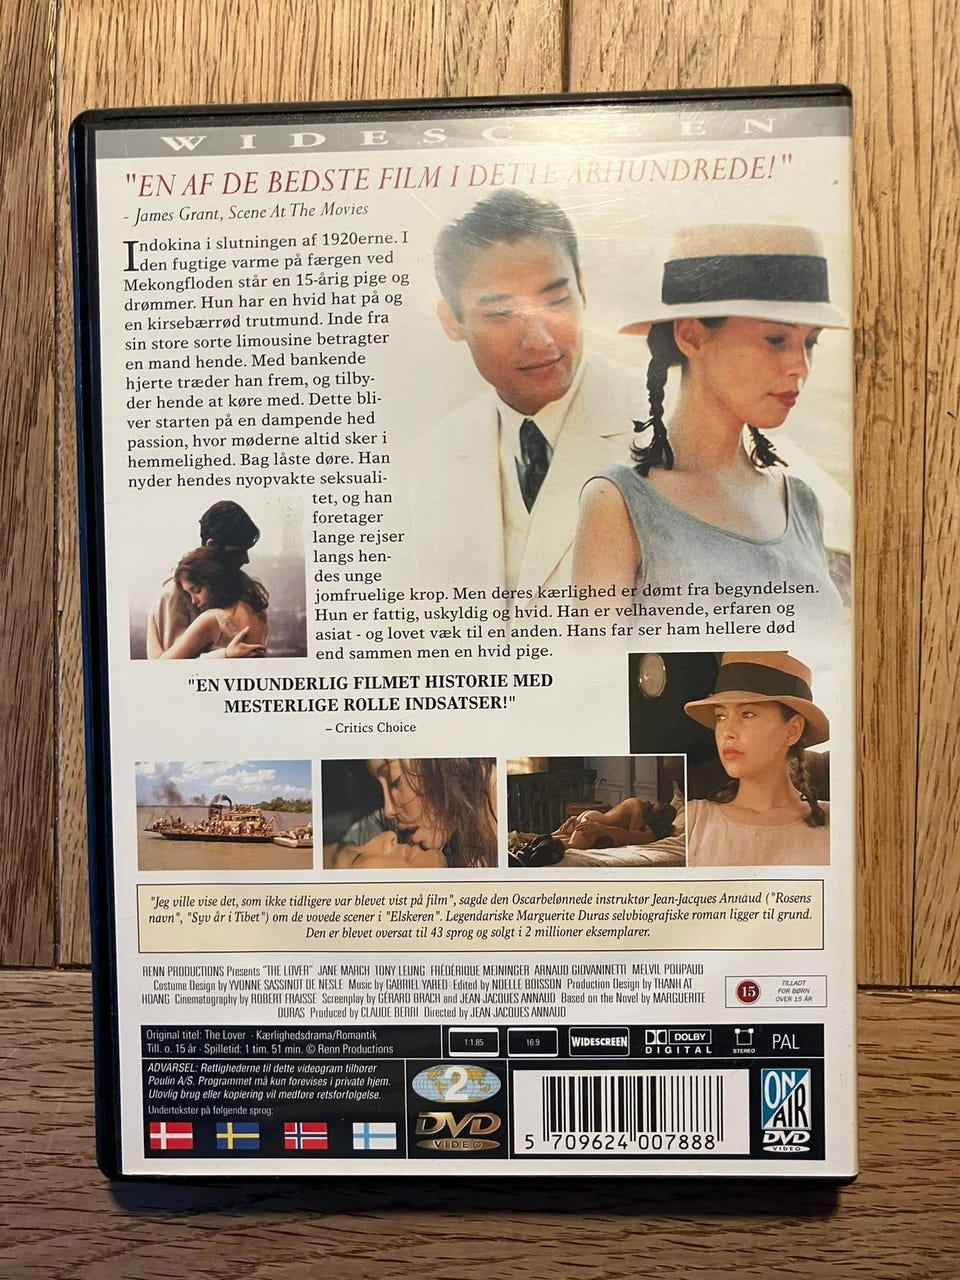 WIDESCREEN
"EN AF DE BEDSTE FILM I DETTE ÅRHUNDREDE!"
- James Grant, Scene At The Movies
Indokina i slutningen af 1920erne. I
den fugtige varme på færgen ved
Mekongfloden står en 15-årig pige og
drømmer. Hun har en hvid hat på og
en kirsebærrød trutmund. Inde fra
sin store sorte limousine betragter
en mand hende. Med bankende
hjerte træder han frem, og tilby-
der hende at køre med. Dette bli-
ver starten på en dampende hed
passion, hvor møderne altid sker i
hemmelighed. Bag låste døre. Han
nyder hendes nyopvakte seksuali-
tet, og han
foretager
lange rejser
langs hen-
des unge
jomfruelige krop. Men deres kærlighed er dømt fra begyndelsen.
Hun er fattig, uskyldig og hvid. Han er velhavende, erfaren og
asiat - og lovet væk til en anden. Hans far ser ham hellere død
end sammen men en hvid pige.
"EN VIDUNDERLIG FILMET HISTORIE MED
MESTERLIGE ROLLE INDSATSER!"
– Critics Choice
"Jeg ville vise det, som ikke tidligere var blevet vist på film", sagde den Oscarbelønnede instruktør Jean-Jacques Annaud ("Rosens
navn", "Syv år i Tibet") om de vovede scener i "Elskeren". Legendariske Marguerite Duras selvbiografiske roman ligger til grund.
Den er blevet oversat til 43 sprog og solgt i 2 millioner eksemplarer.
RENN PRODUCTIONS Presents "THE LOVER" JANE MARCH TONY LEUNG FRÉDÉRIQUE MEININGER ARNAUD GIOVANINETTI MELVIL POUPAUD
Costume Design by YVONNE SASSINOT DE NESLE Music by GABRIEL YARED Edited by NOELLE BOISSON Production Design by THANH AT
HOANG Cinematography by ROBERT FRAISSE Screenplay by GÉRARD BRACH and JEAN JACQUES ANNAUD Based on the Novel by MARGUERITE
DURAS Produced by CLAUDE BERRI Directed by JEAN JACQUES ANNAUD
15
TILLADT
FOR BØRN
OVER 15 ÅR
Original titel: The Lover · Kærlighedsdrama/Romantik
Till. o. 15 år · Spilletid: 1 tim. 51 min. © Renn Productions
1:1.85
16:9
WIDESCREEN
DOLBY
DIGITAL
STEREO
PAL
ADVARSEL: Rettighederne til dette videogram tilhører
Poulin A/S. Programmet må kun forevises i private hjem.
Ulovlig brug eller kopiering vil medføre retsforfølgelse.
Undertekster på følgende sprog:
2
DVD
VIDEO
5 709624 007888
ON
AIR
DVD
VIDEO